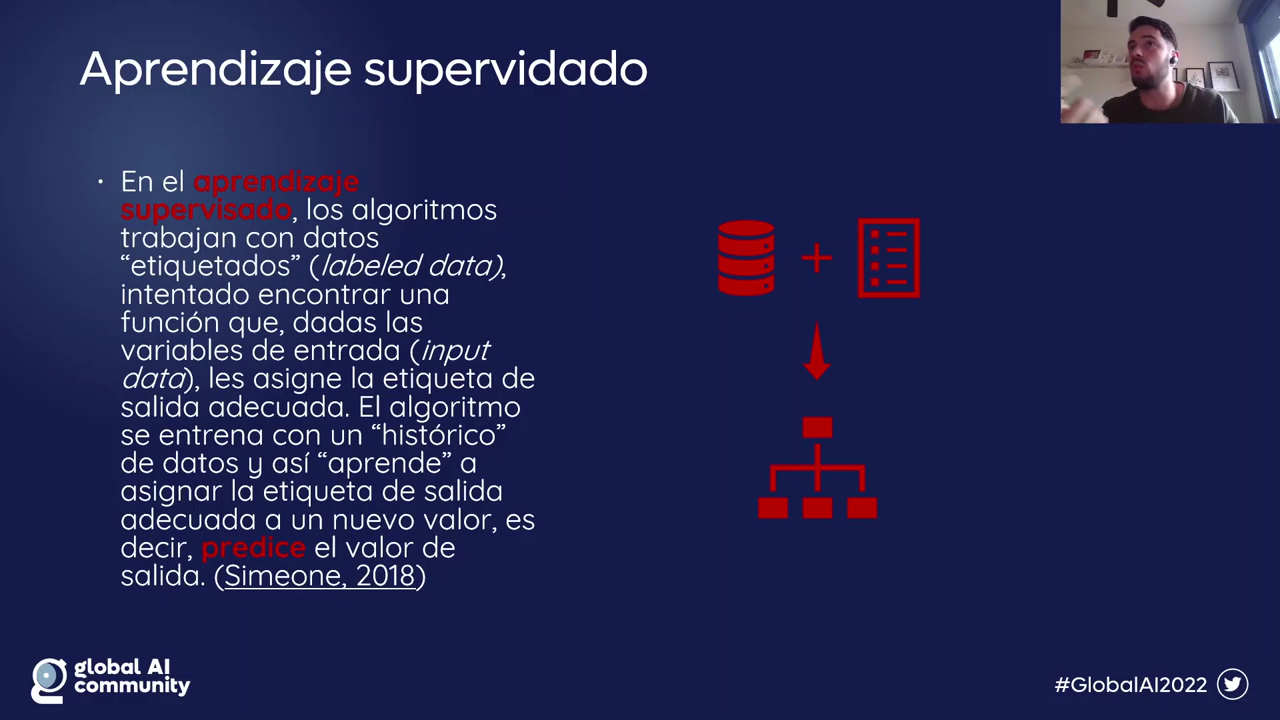 Aprendizaje supervidado
· En el aprendizaje
supervisado, los algoritmos
trabajan con datos
“etiquetados” (labeled data),
intentado encontrar una
función que, dadas las
variables de entrada (input
data), les asigne la etiqueta de
salida adecuada. El algoritmo
se entrena con un “histórico”
de datos y así “aprende” a
asignar la etiqueta de salida
adecuada a un nuevo valor, es
decir, predice el valor de
salida. (Simeone, 2018)
+
global AI
community
#GlobalAI2022